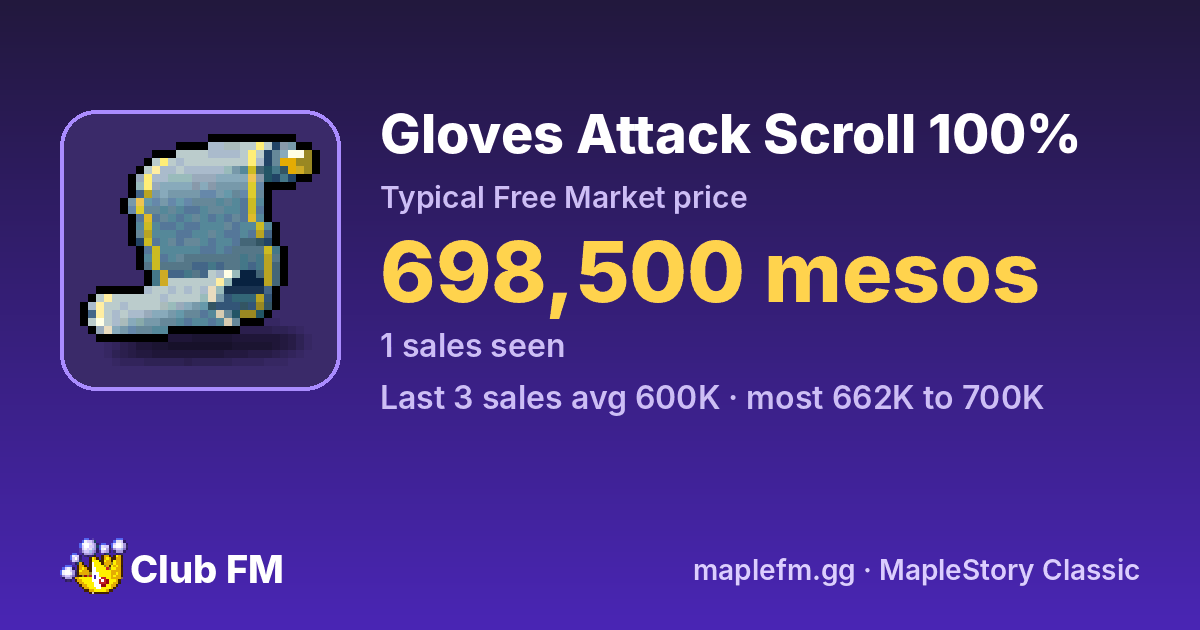 Gloves Attack Scroll 100%
Typical Free Market price
698,500 mesos
1 sales seen
Last 3 sales avg 600K · most 662K to 700K
Club FM
maplefm.gg · MapleStory Classic